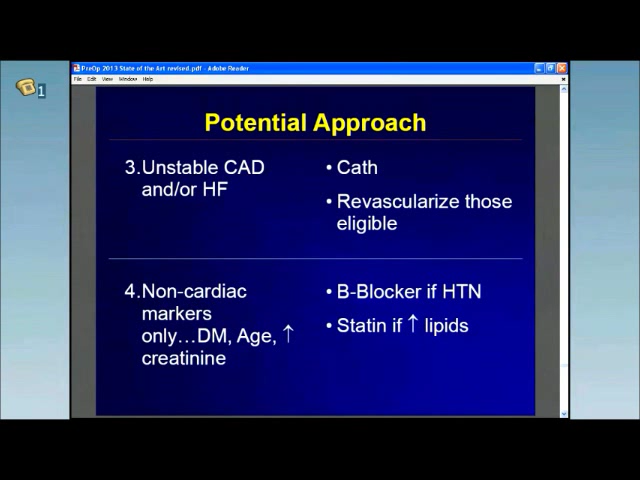 PreOp 2013 State of the Art revised.pdf - Adobe Reader
File Edit View Window Help
1
Potential Approach
3.Unstable CAD
and/or HF
• Cath
• Revascularize those
eligible
4.Non-cardiac
markers
only...DM, Age, ↑
creatinine
• B-Blocker if HTN
• Statin if ↑ lipids